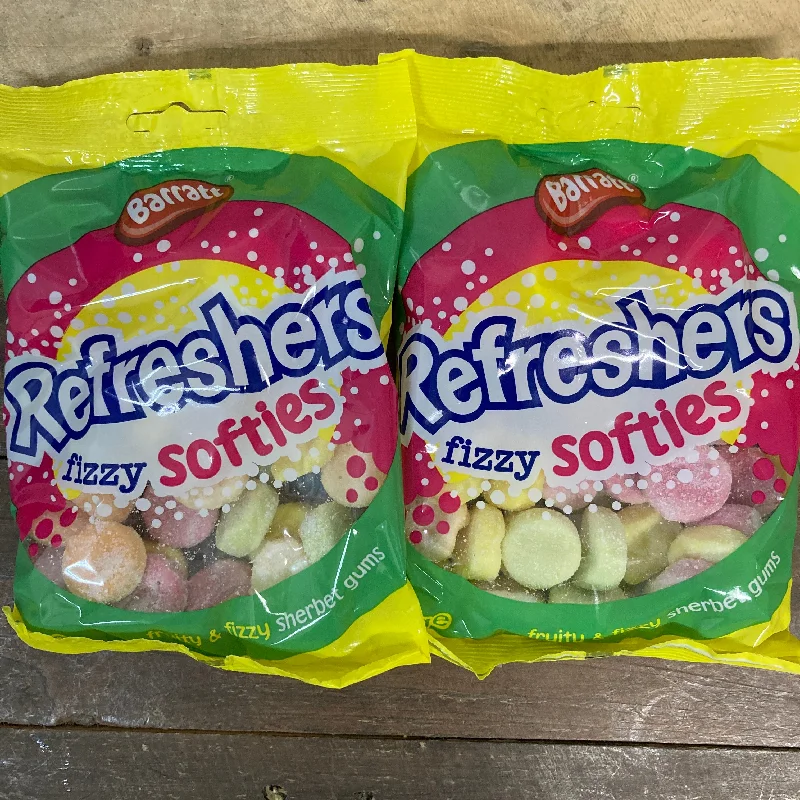 Barratt®
Refreshers
fizzy softies
fruity & fizzy sherbet gums
Barratt®
Refreshers
fizzy softies
fruity & fizzy sherbet gums